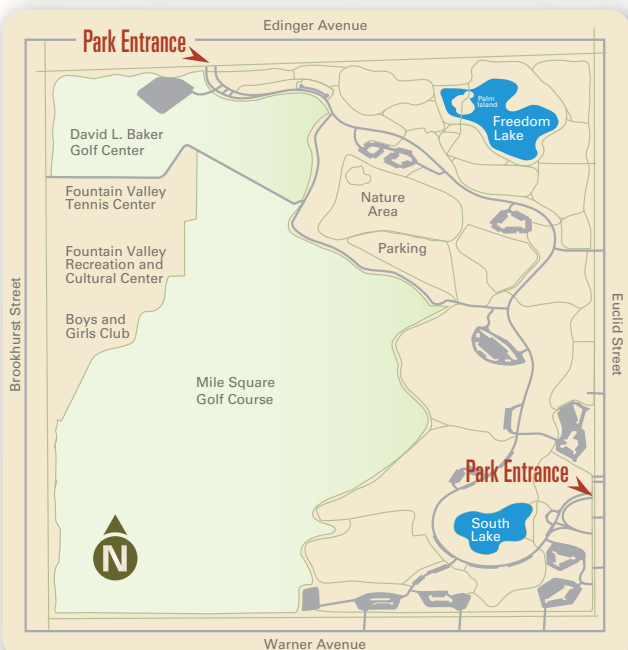 Edinger Avenue
Park Entrance
Palm
Island
Freedom
Lake
David L. Baker
Golf Center
Fountain Valley
Tennis Center
Nature
Area
Parking
Fountain Valley
Recreation and
Cultural Center
Boys and
Girls Club
Brookhurst Street
Euclid Street
Mile Square
Golf Course
Park Entrance
South
Lake
N
Warner Avenue